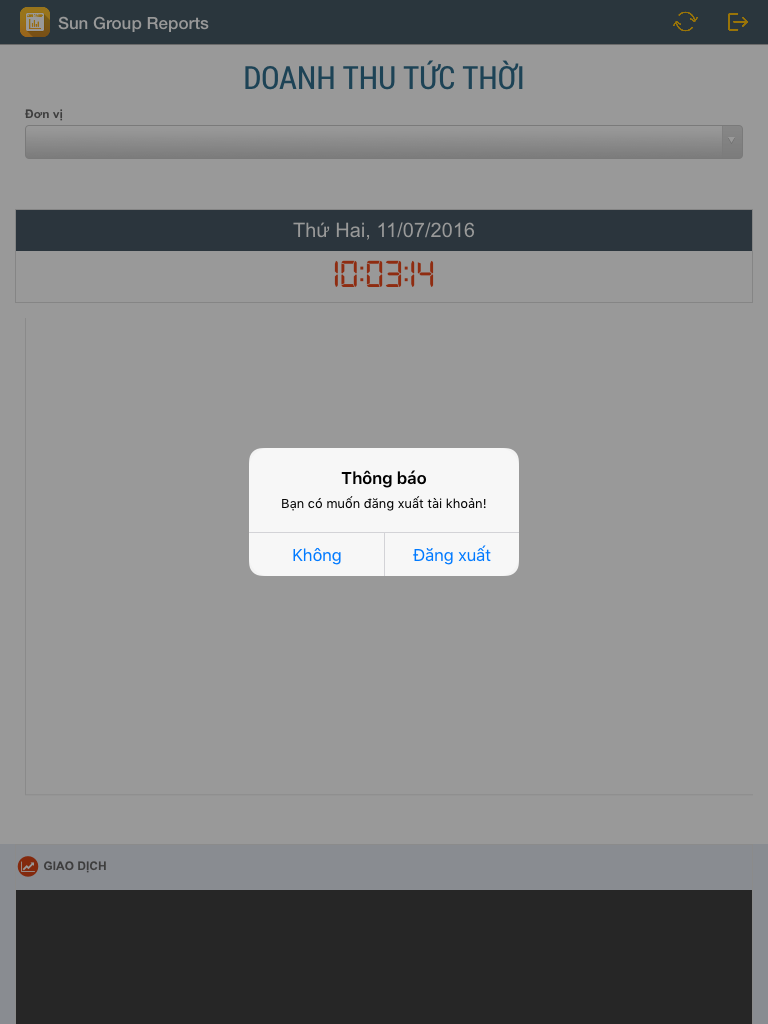 Sun Group Reports
DOANH THU TỨC THỜI
Đơn vị
Thứ Hai, 11/07/2016
10:03:14
Thông báo
Bạn có muốn đăng xuất tài khoản!
Không
Đăng xuất
GIAO DỊCH